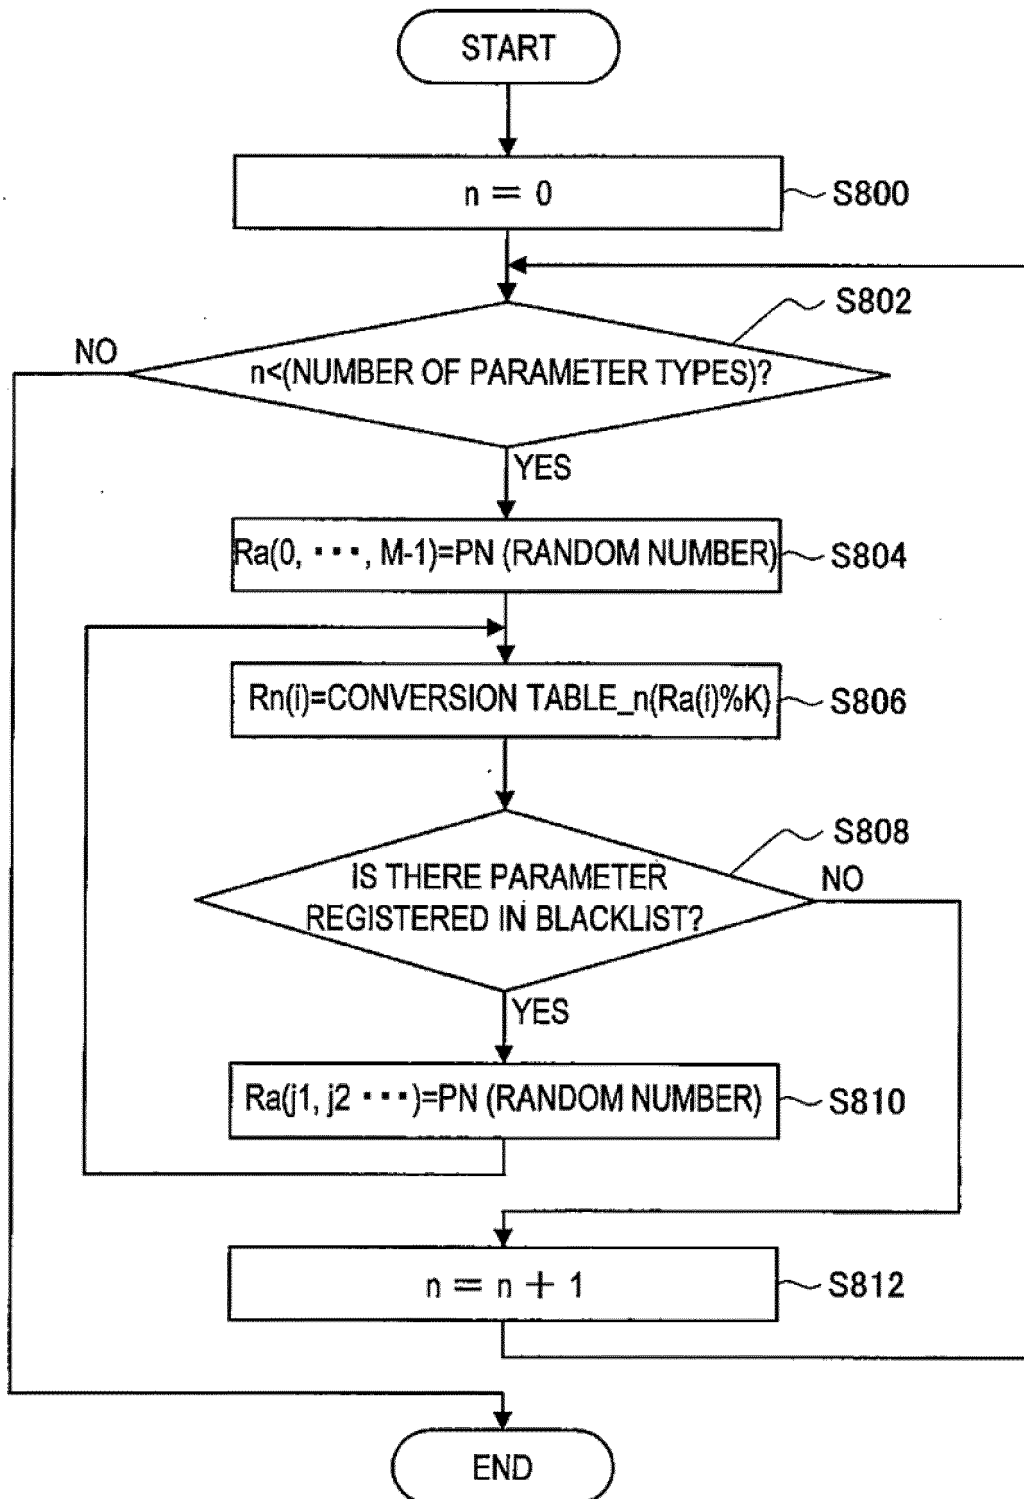 START
n = 0
S800
S802
NO
n<(NUMBER OF PARAMETER TYPES)?
YES
Ra(0, ･･･, M-1)=PN (RANDOM NUMBER)
S804
Rn(i)=CONVERSION TABLE_n(Ra(i)%K)
S806
S808
IS THERE PARAMETER
REGISTERED IN BLACKLIST?
NO
YES
Ra(j1, j2 ･･･)=PN (RANDOM NUMBER)
S810
n = n + 1
S812
END